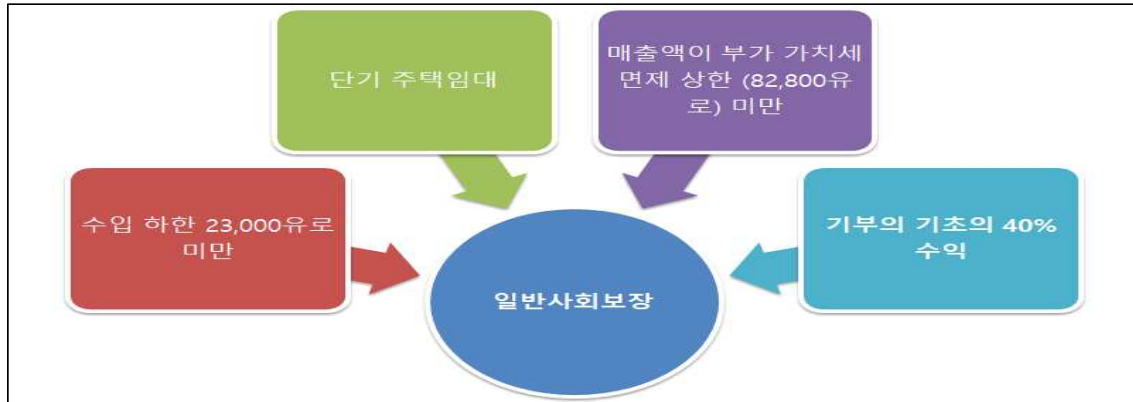 단기 주택임대
매출액이 부가 가치세
면제 상한 (82,800유
로) 미만
수입 하한 23,000유로
미만
기부의 기초의 40%
수익
일반사회보장